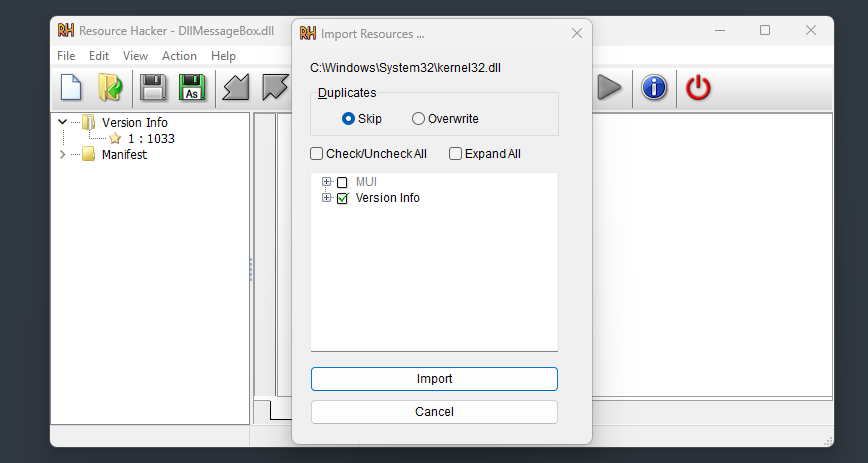 RH Resource Hacker - DllMessageBox.dll
File Edit View Action Help
As
Version Info
1 : 1033
Manifest
RH Import Resources ...
C:\Windows\System32\kernel32.dll
Duplicates
Skip Overwrite
Check/Uncheck All Expand All
MUI
Version Info
Import
Cancel